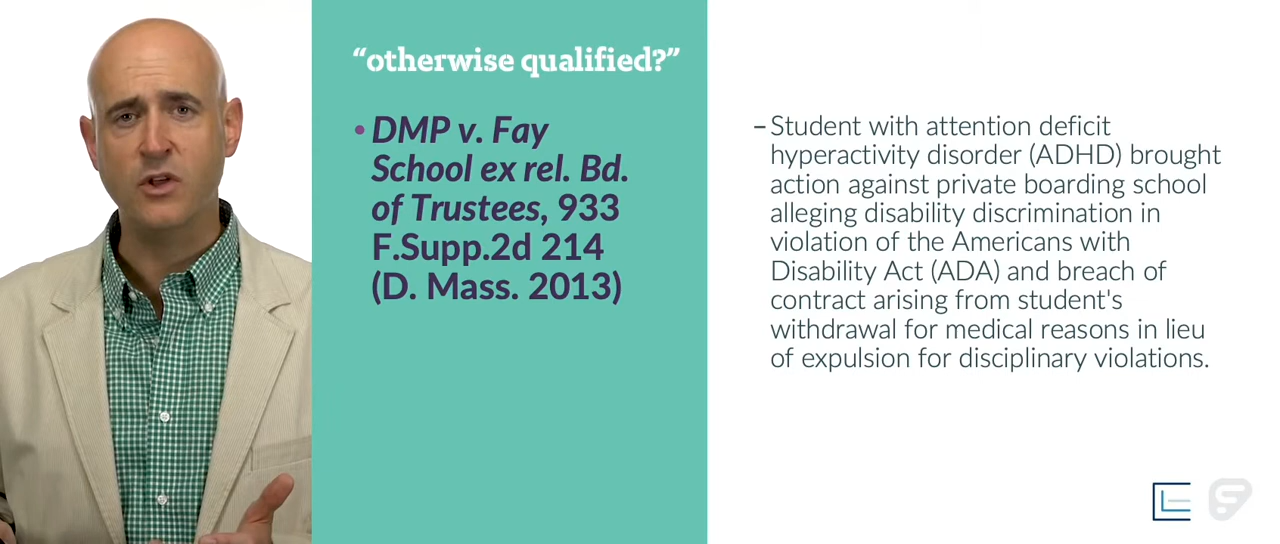 “otherwise qualified?”
• DMP v. Fay
School ex rel. Bd.
of Trustees, 933
F.Supp.2d 214
(D. Mass. 2013)
– Student with attention deficit
hyperactivity disorder (ADHD) brought
action against private boarding school
alleging disability discrimination in
violation of the Americans with
Disability Act (ADA) and breach of
contract arising from student's
withdrawal for medical reasons in lieu
of expulsion for disciplinary violations.